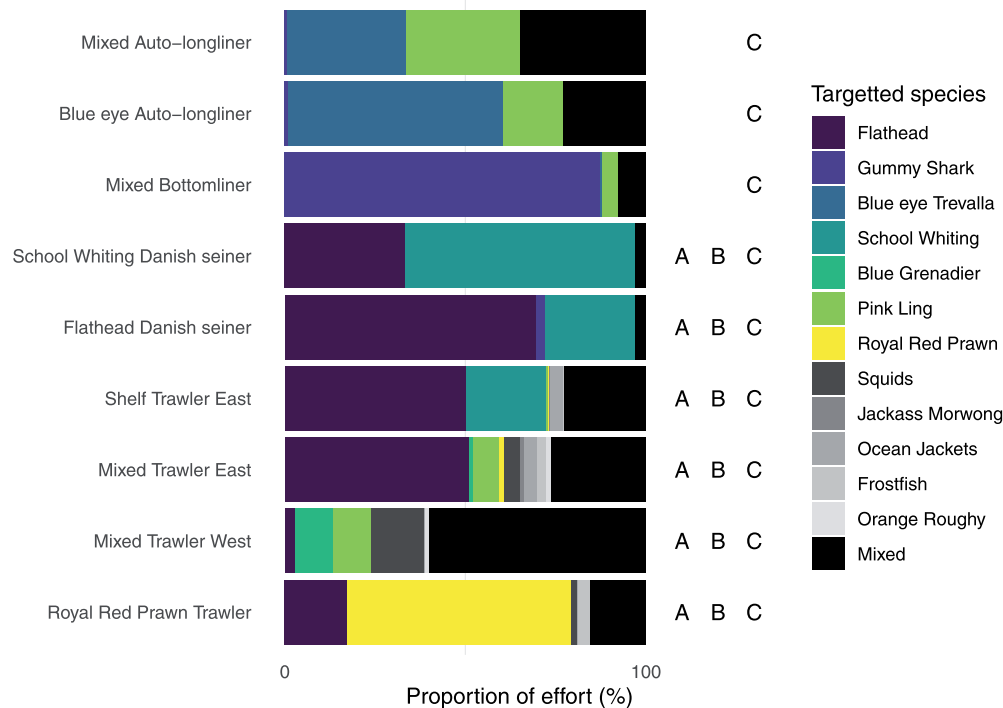 Mixed Auto−longliner C
Blue eye Auto−longliner C
Mixed Bottomliner C
School Whiting Danish seiner A B C
Flathead Danish seiner A B C
Shelf Trawler East A B C
Mixed Trawler East A B C
Mixed Trawler West A B C
Royal Red Prawn Trawler A B C
0 100
Proportion of effort (%)
Targetted species
Flathead
Gummy Shark
Blue eye Trevalla
School Whiting
Blue Grenadier
Pink Ling
Royal Red Prawn
Squids
Jackass Morwong
Ocean Jackets
Frostfish
Orange Roughy
Mixed